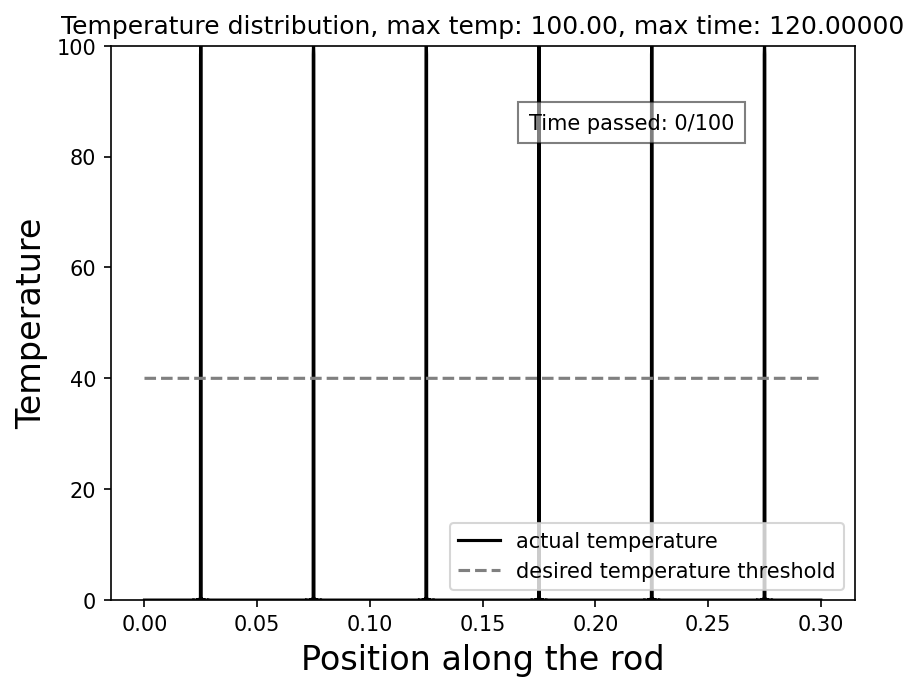 Temperature distribution, max temp: 100.00, max time: 120.00000
100
80
60
40
20
0
Temperature
Time passed: 0/100
actual temperature
desired temperature threshold
0.00 0.05 0.10 0.15 0.20 0.25 0.30
Position along the rod